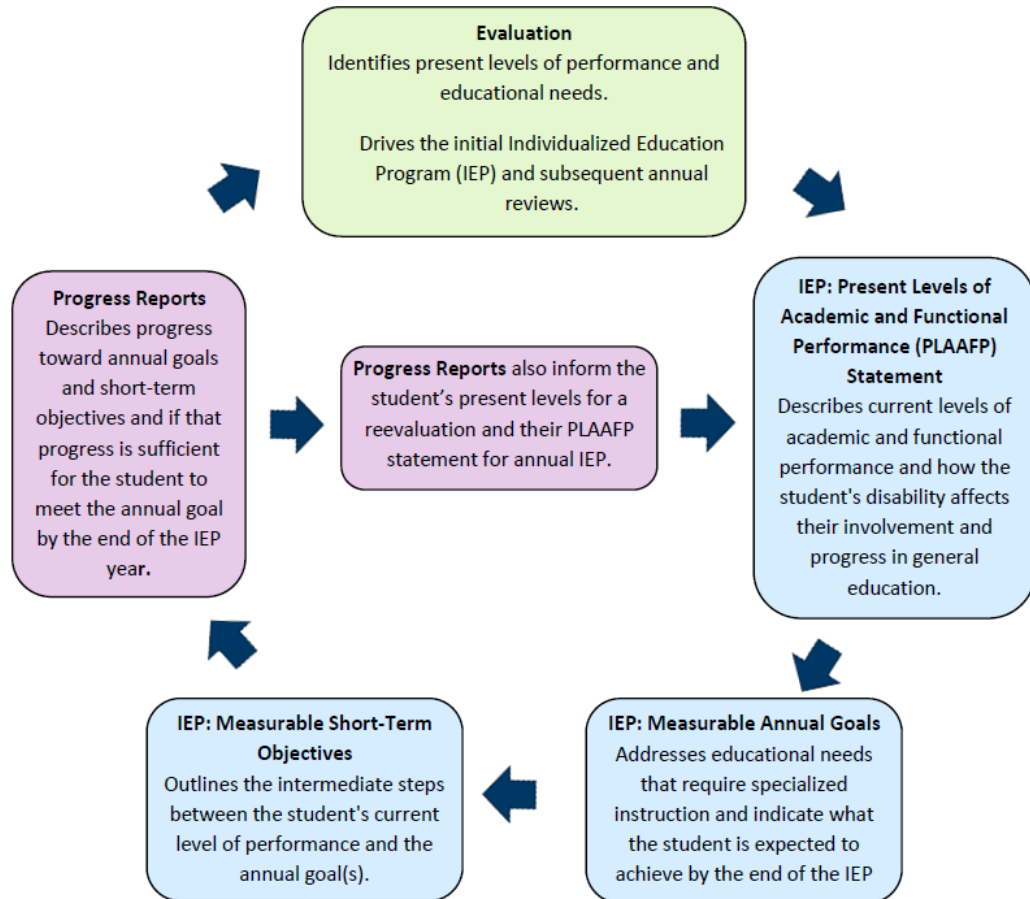 Evaluation
Identifies present levels of performance and
educational needs.
Drives the initial Individualized Education
Program (IEP) and subsequent annual
reviews.
IEP: Present Levels of
Academic and Functional
Performance (PLAAFP)
Statement
Describes current levels of
academic and functional
performance and how the
student's disability affects
their involvement and
progress in general
education.
IEP: Measurable Annual Goals
Addresses educational needs
that require specialized
instruction and indicate what
the student is expected to
achieve by the end of the IEP
IEP: Measurable Short-Term
Objectives
Outlines the intermediate steps
between the student's current
level of performance and the
annual goal(s).
Progress Reports
Describes progress
toward annual goals
and short-term
objectives and if that
progress is sufficient
for the student to
meet the annual goal
by the end of the IEP
year.
Progress Reports also inform the
student’s present levels for a
reevaluation and their PLAAFP
statement for annual IEP.